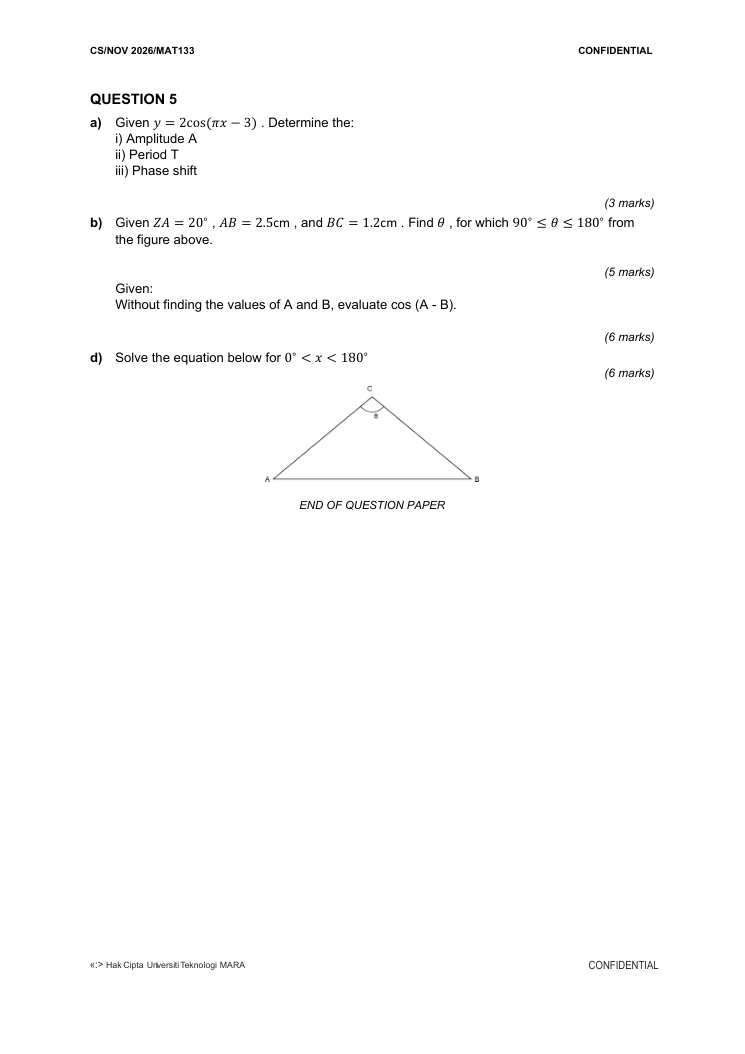 CS/NOV 2026/MAT133 CONFIDENTIAL
QUESTION 5
a) Given y = 2cos(πx − 3) . Determine the:
i) Amplitude A
ii) Period T
iii) Phase shift
(3 marks)
b) Given ZA = 20° , AB = 2.5cm , and BC = 1.2cm . Find θ , for which 90° ≤ θ ≤ 180° from
the figure above.
(5 marks)
Given:
Without finding the values of A and B, evaluate cos (A - B).
(6 marks)
d) Solve the equation below for 0° < x < 180°
(6 marks)
C
θ
A B
END OF QUESTION PAPER
«:> Hak Cipta Universiti Teknologi MARA CONFIDENTIAL